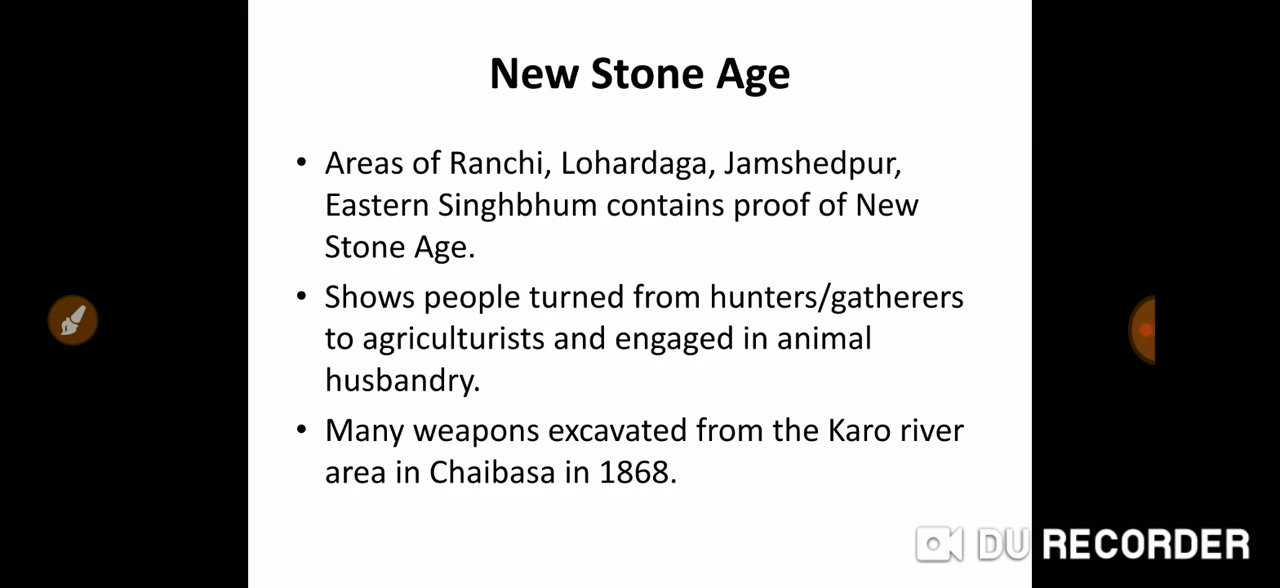 New Stone Age
• Areas of Ranchi, Lohardaga, Jamshedpur,
Eastern Singhbhum contains proof of New
Stone Age.
• Shows people turned from hunters/gatherers
to agriculturists and engaged in animal
husbandry.
• Many weapons excavated from the Karo river
area in Chaibasa in 1868.
DU RECORDER